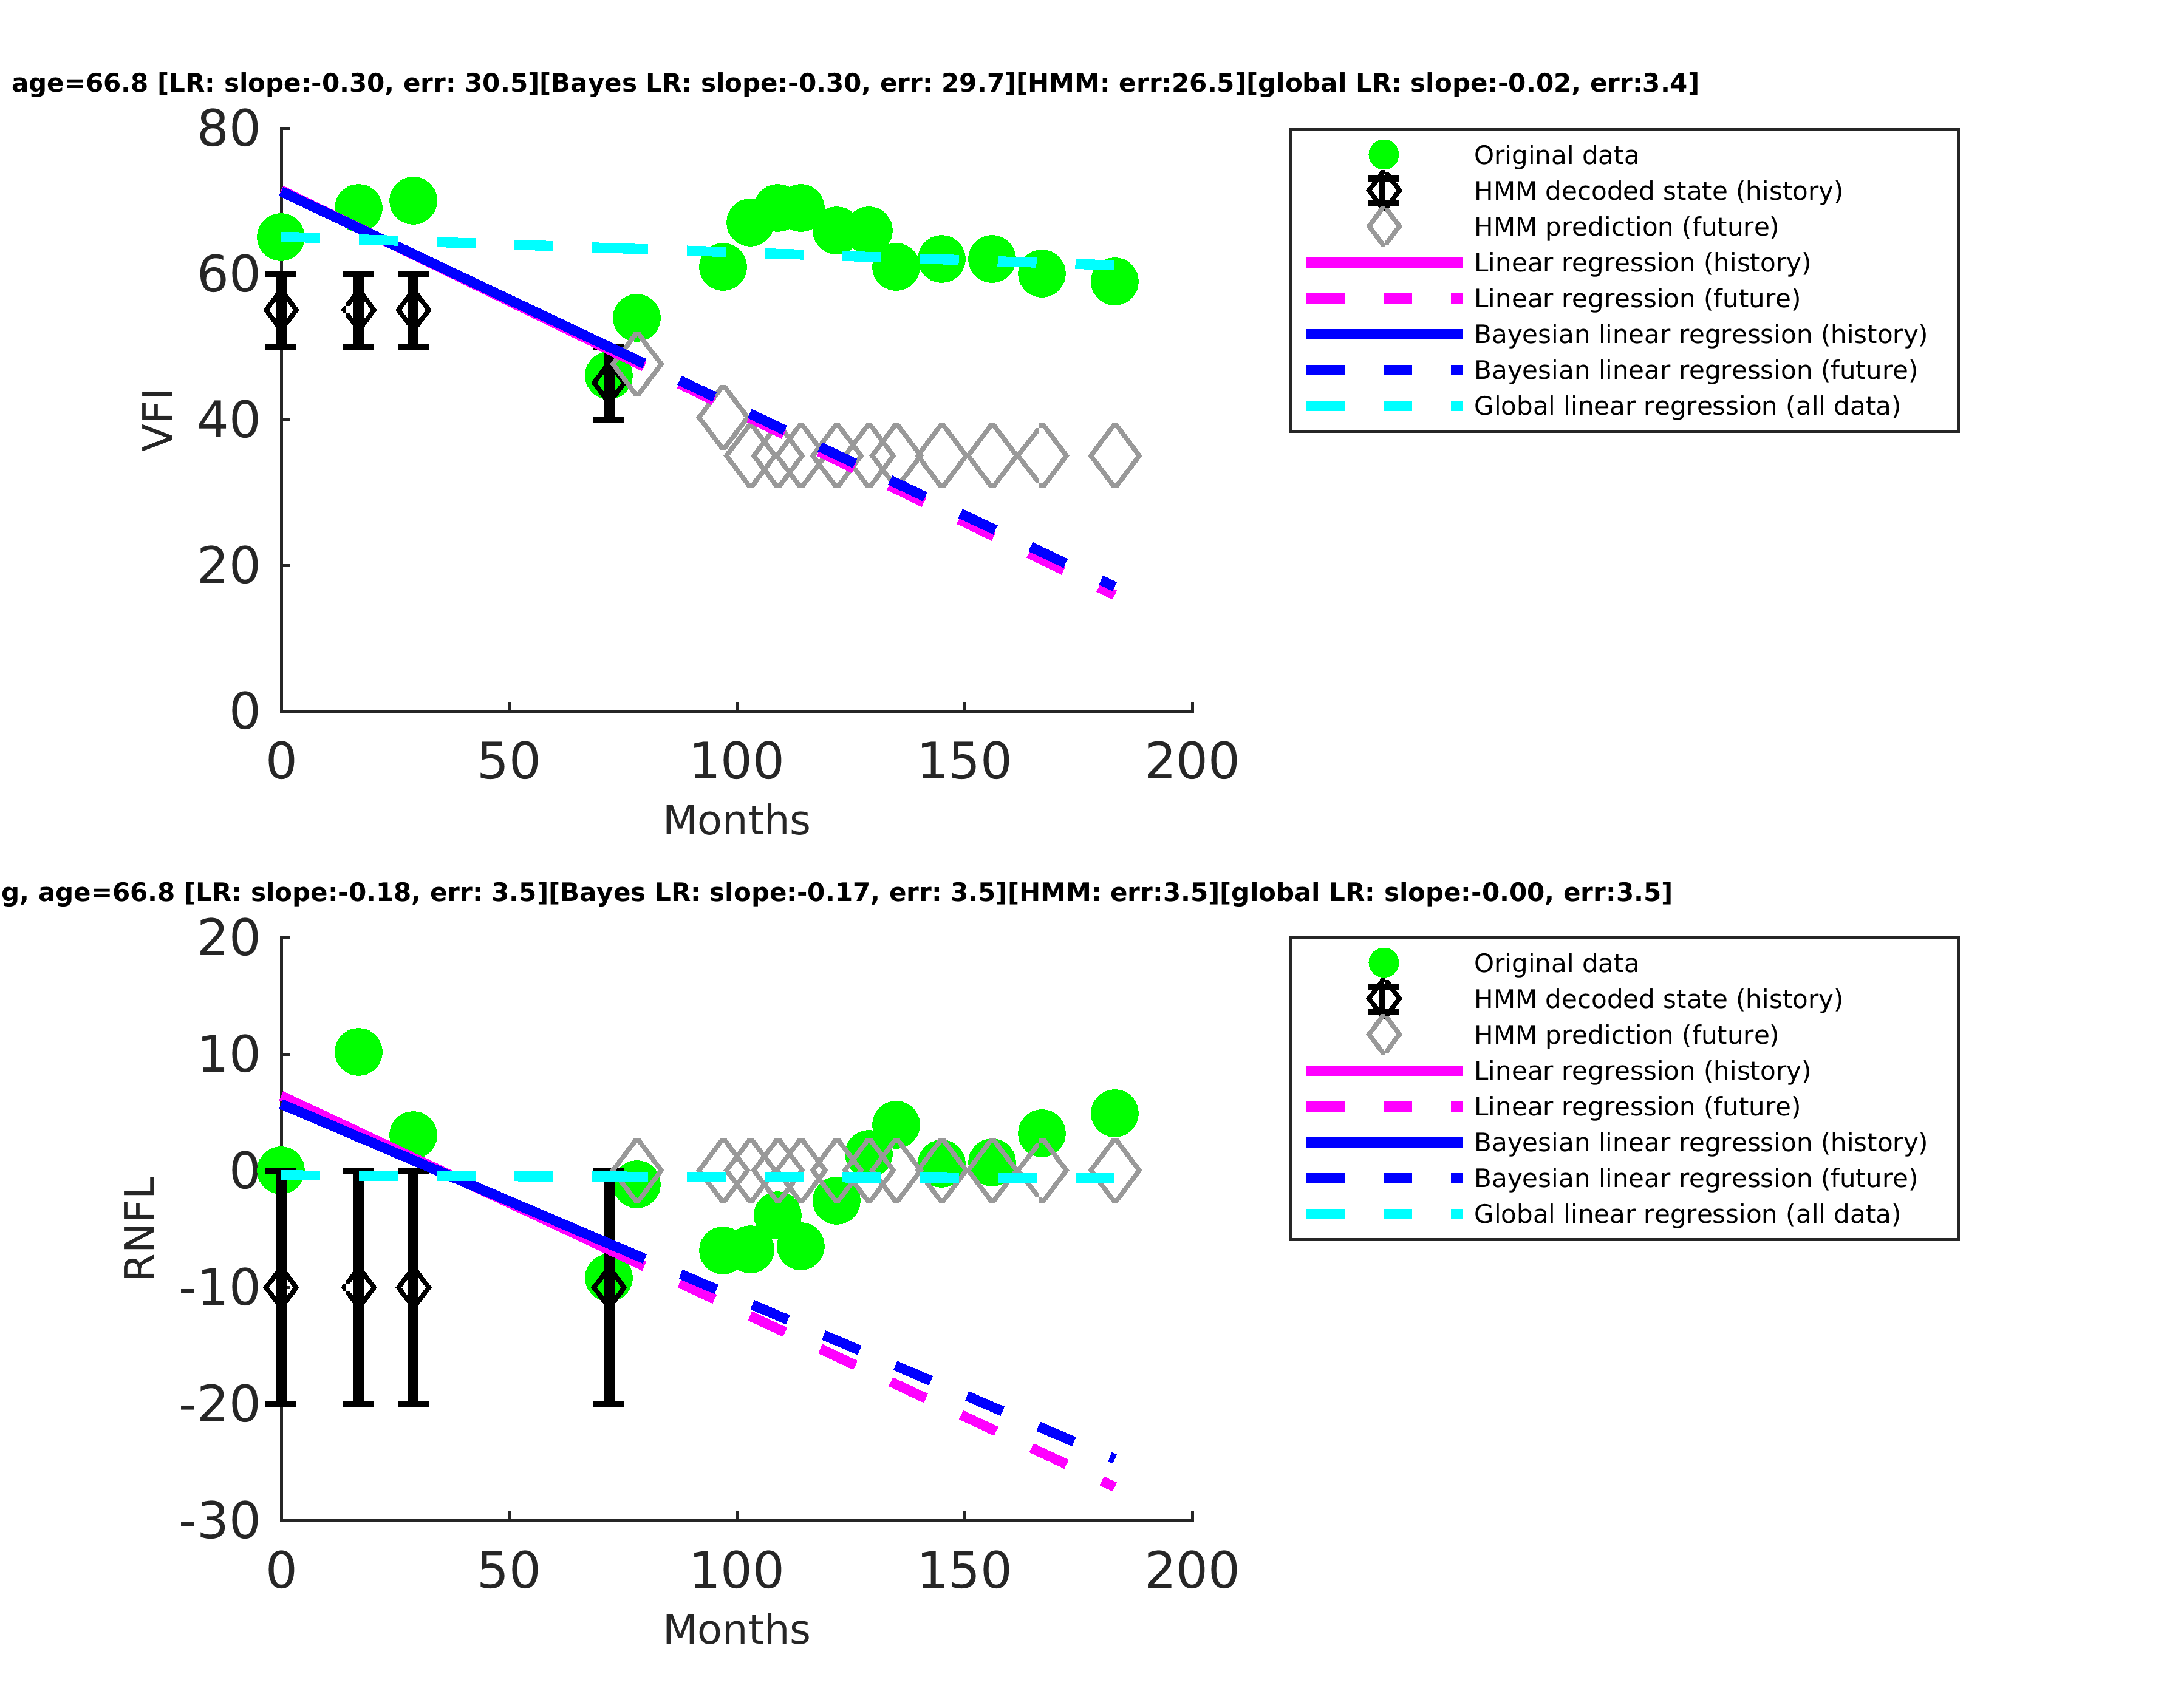 age=66.8 [LR: slope:-0.30, err: 30.5][Bayes LR: slope:-0.30, err: 29.7][HMM: err:26.5][global LR: slope:-0.02, err:3.4]
80
60
40
20
0
VFI
0 50 100 150 200
Months
Original data
HMM decoded state (history)
HMM prediction (future)
Linear regression (history)
Linear regression (future)
Bayesian linear regression (history)
Bayesian linear regression (future)
Global linear regression (all data)
g, age=66.8 [LR: slope:-0.18, err: 3.5][Bayes LR: slope:-0.17, err: 3.5][HMM: err:3.5][global LR: slope:-0.00, err:3.5]
20
10
0
-10
-20
-30
RNFL
0 50 100 150 200
Months
Original data
HMM decoded state (history)
HMM prediction (future)
Linear regression (history)
Linear regression (future)
Bayesian linear regression (history)
Bayesian linear regression (future)
Global linear regression (all data)